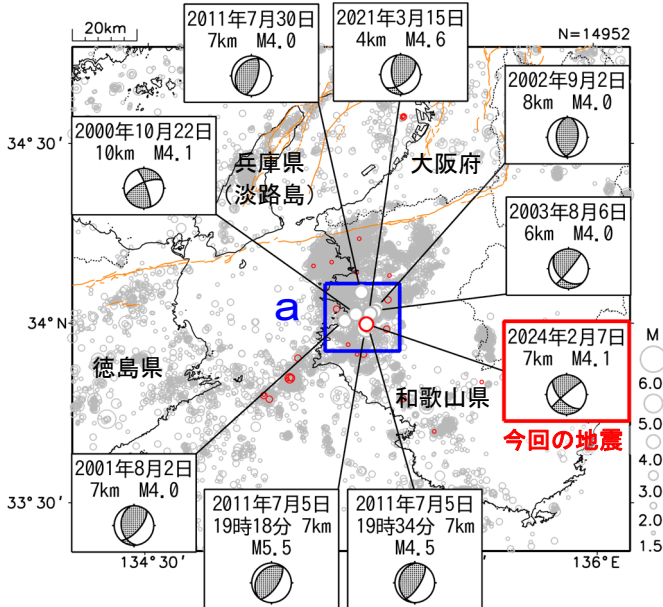 2011年7月30日
7km M4.0
2021年3月15日
4km M4.6
20km
N=14952
2002年9月2日
8km M4.0
2000年10月22日
10km M4.1
34°30′
兵庫県
(淡路島)
大阪府
2003年8月6日
6km M4.0
a
34°N
2024年2月7日
7km M4.1
今回の地震
M
6.0
5.0
4.0
3.0
2.0
1.5
徳島県
和歌山県
2001年8月2日
7km M4.0
2011年7月5日
19時18分 7km
M5.5
2011年7月5日
19時34分 7km
M4.5
33°30′
134°30′
136°E